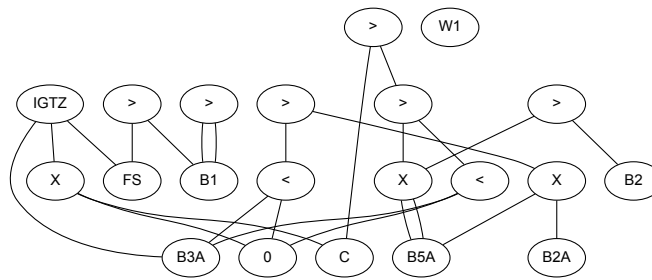 > W1
IGTZ > > > > >
X FS B1 < X < X B2
B3A 0 C B5A B2A